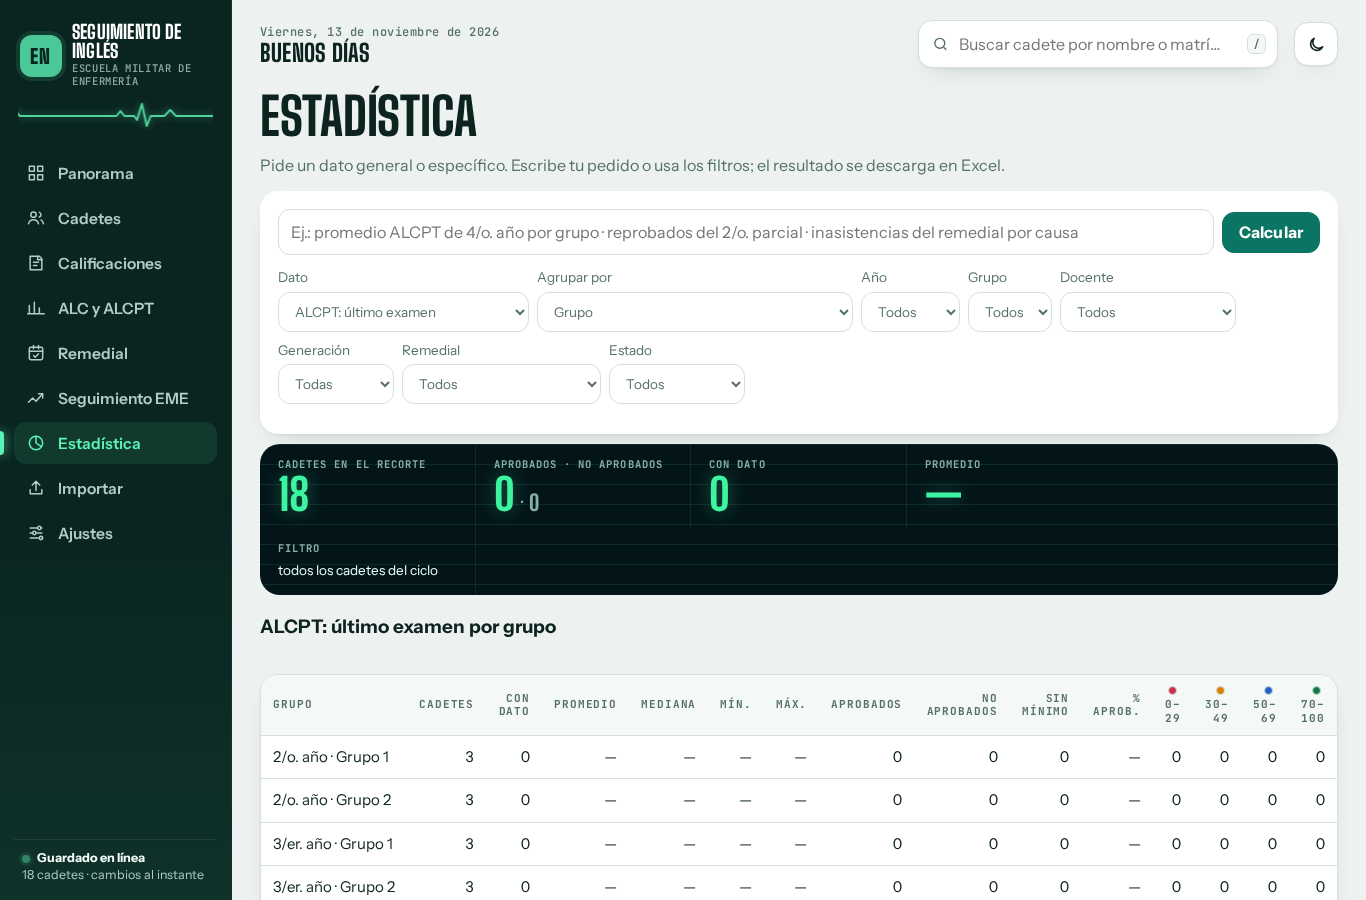 EN
SEGUIMIENTO DE
INGLÉS
ESCUELA MILITAR DE
ENFERMERÍA
Panorama
Cadetes
Calificaciones
ALC y ALCPT
Remedial
Seguimiento EME
Estadística
Importar
Ajustes
Guardado en línea
18 cadetes · cambios al instante
Viernes, 13 de noviembre de 2026
BUENOS DÍAS
Buscar cadete por nombre o matrí... /
ESTADÍSTICA
Pide un dato general o específico. Escribe tu pedido o usa los filtros; el resultado se descarga en Excel.
Ej.: promedio ALCPT de 4/o. año por grupo · reprobados del 2/o. parcial · inasistencias del remedial por causa
Calcular
Dato Agrupar por Año Grupo Docente
ALCPT: último examen Grupo Todos Todos Todos
Generación Remedial Estado
Todas Todos Todos
CADETES EN EL RECORTE APROBADOS · NO APROBADOS CON DATO PROMEDIO
18 0 · 0 0 —
FILTRO
todos los cadetes del ciclo
ALCPT: último examen por grupo
GRUPO CADETES CON DATO PROMEDIO MEDIANA MÍN. MÁX. APROBADOS NO APROBADOS SIN MÍNIMO % APROB. 0–29 30–49 50–69 70–100
2/o. año · Grupo 1 3 0 — — — — 0 0 0 — 0 0 0 0
2/o. año · Grupo 2 3 0 — — — — 0 0 0 — 0 0 0 0
3/er. año · Grupo 1 3 0 — — — — 0 0 0 — 0 0 0 0
3/er. año · Grupo 2 3 0 — — — — 0 0 0 — 0 0 0 0